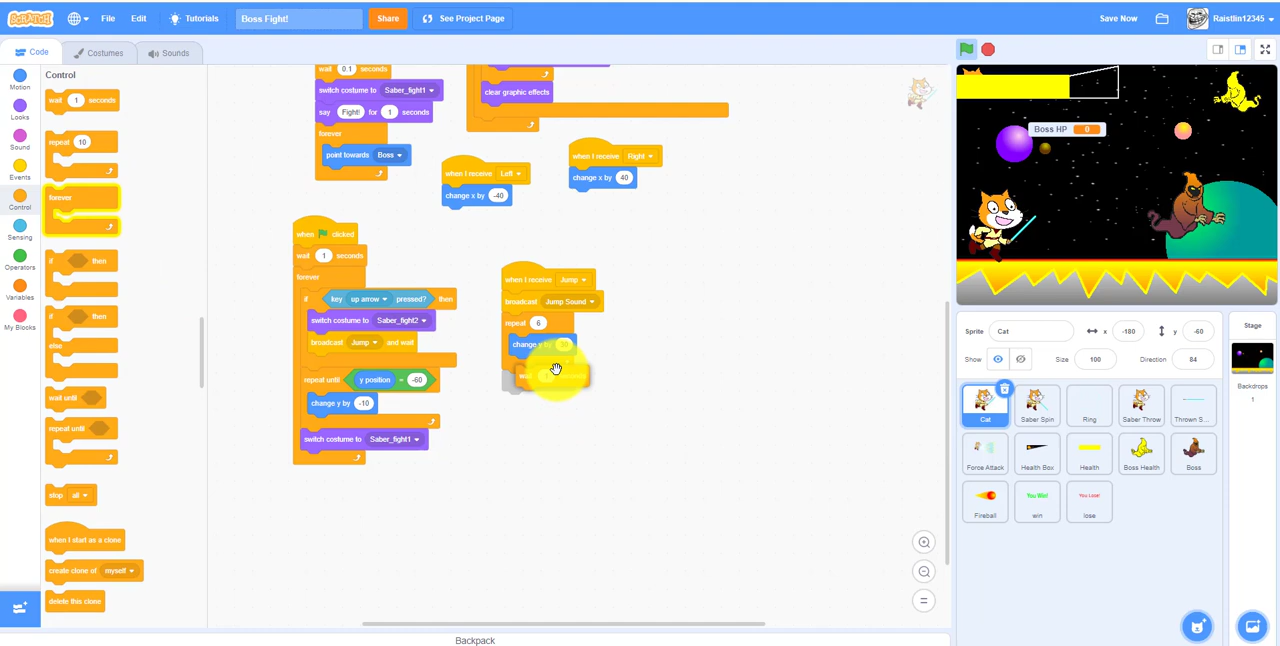 SCRATCH File Edit Tutorials Boss Fight! Share See Project Page Save Now Raistlin12345
Code Costumes Sounds
Motion
Looks
Sound
Events
Control
Sensing
Operators
Variables
My Blocks
Control
wait 1 seconds
repeat 10
forever
if then
if then
else
wait until
repeat until
stop all
when I start as a clone
create clone of myself
delete this clone
wait 0.1 seconds
switch costume to Saber_fight1
say Fight! for 1 seconds
forever
point towards Boss
clear graphic effects
when I receive Left
change x by -40
when I receive Right
change x by 40
when clicked
wait 1 seconds
forever
if key up arrow pressed? then
switch costume to Saber_fight2
broadcast Jump and wait
repeat until y position = -60
change y by -10
switch costume to Saber_fight1
when I receive Jump
broadcast Jump Sound
repeat 6
change y by
Boss HP 0
Sprite Cat x -180 y -60
Show Size 100 Direction 84
Cat Saber Spin Ring Saber Throw Thrown S...
Force Attack Health Box Health Boss Health Boss
You Win! You Lose!
Fireball win lose
Stage
Backdrops
1
Backpack